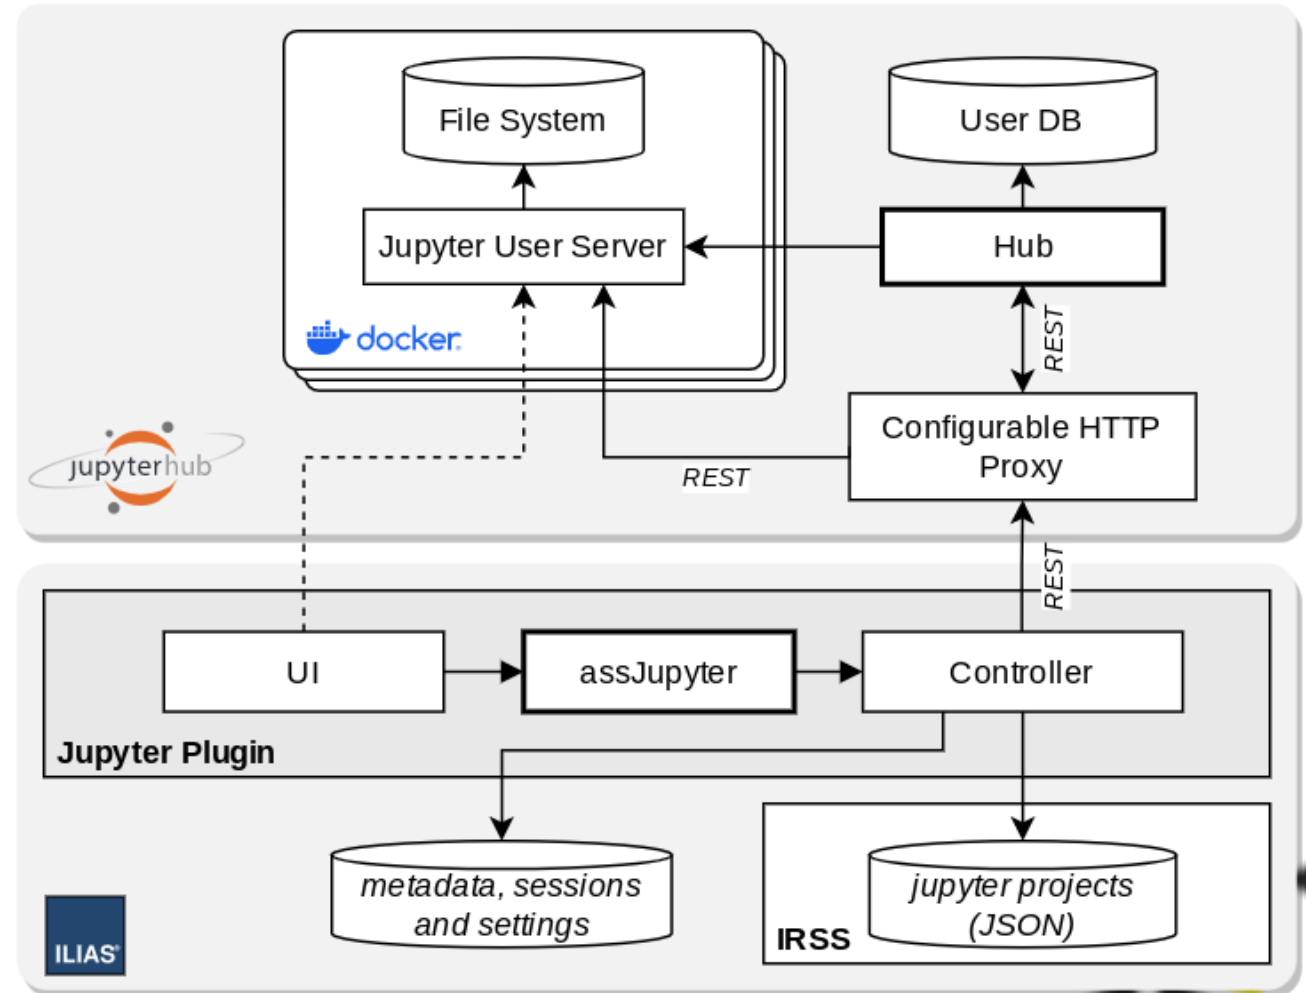 File System
User DB
Jupyter User Server
Hub
docker
REST
Configurable HTTP
Proxy
jupyterhub
REST
REST
UI
assJupyter
Controller
Jupyter Plugin
metadata, sessions
and settings
jupyter projects
(JSON)
IRSS
ILIAS®